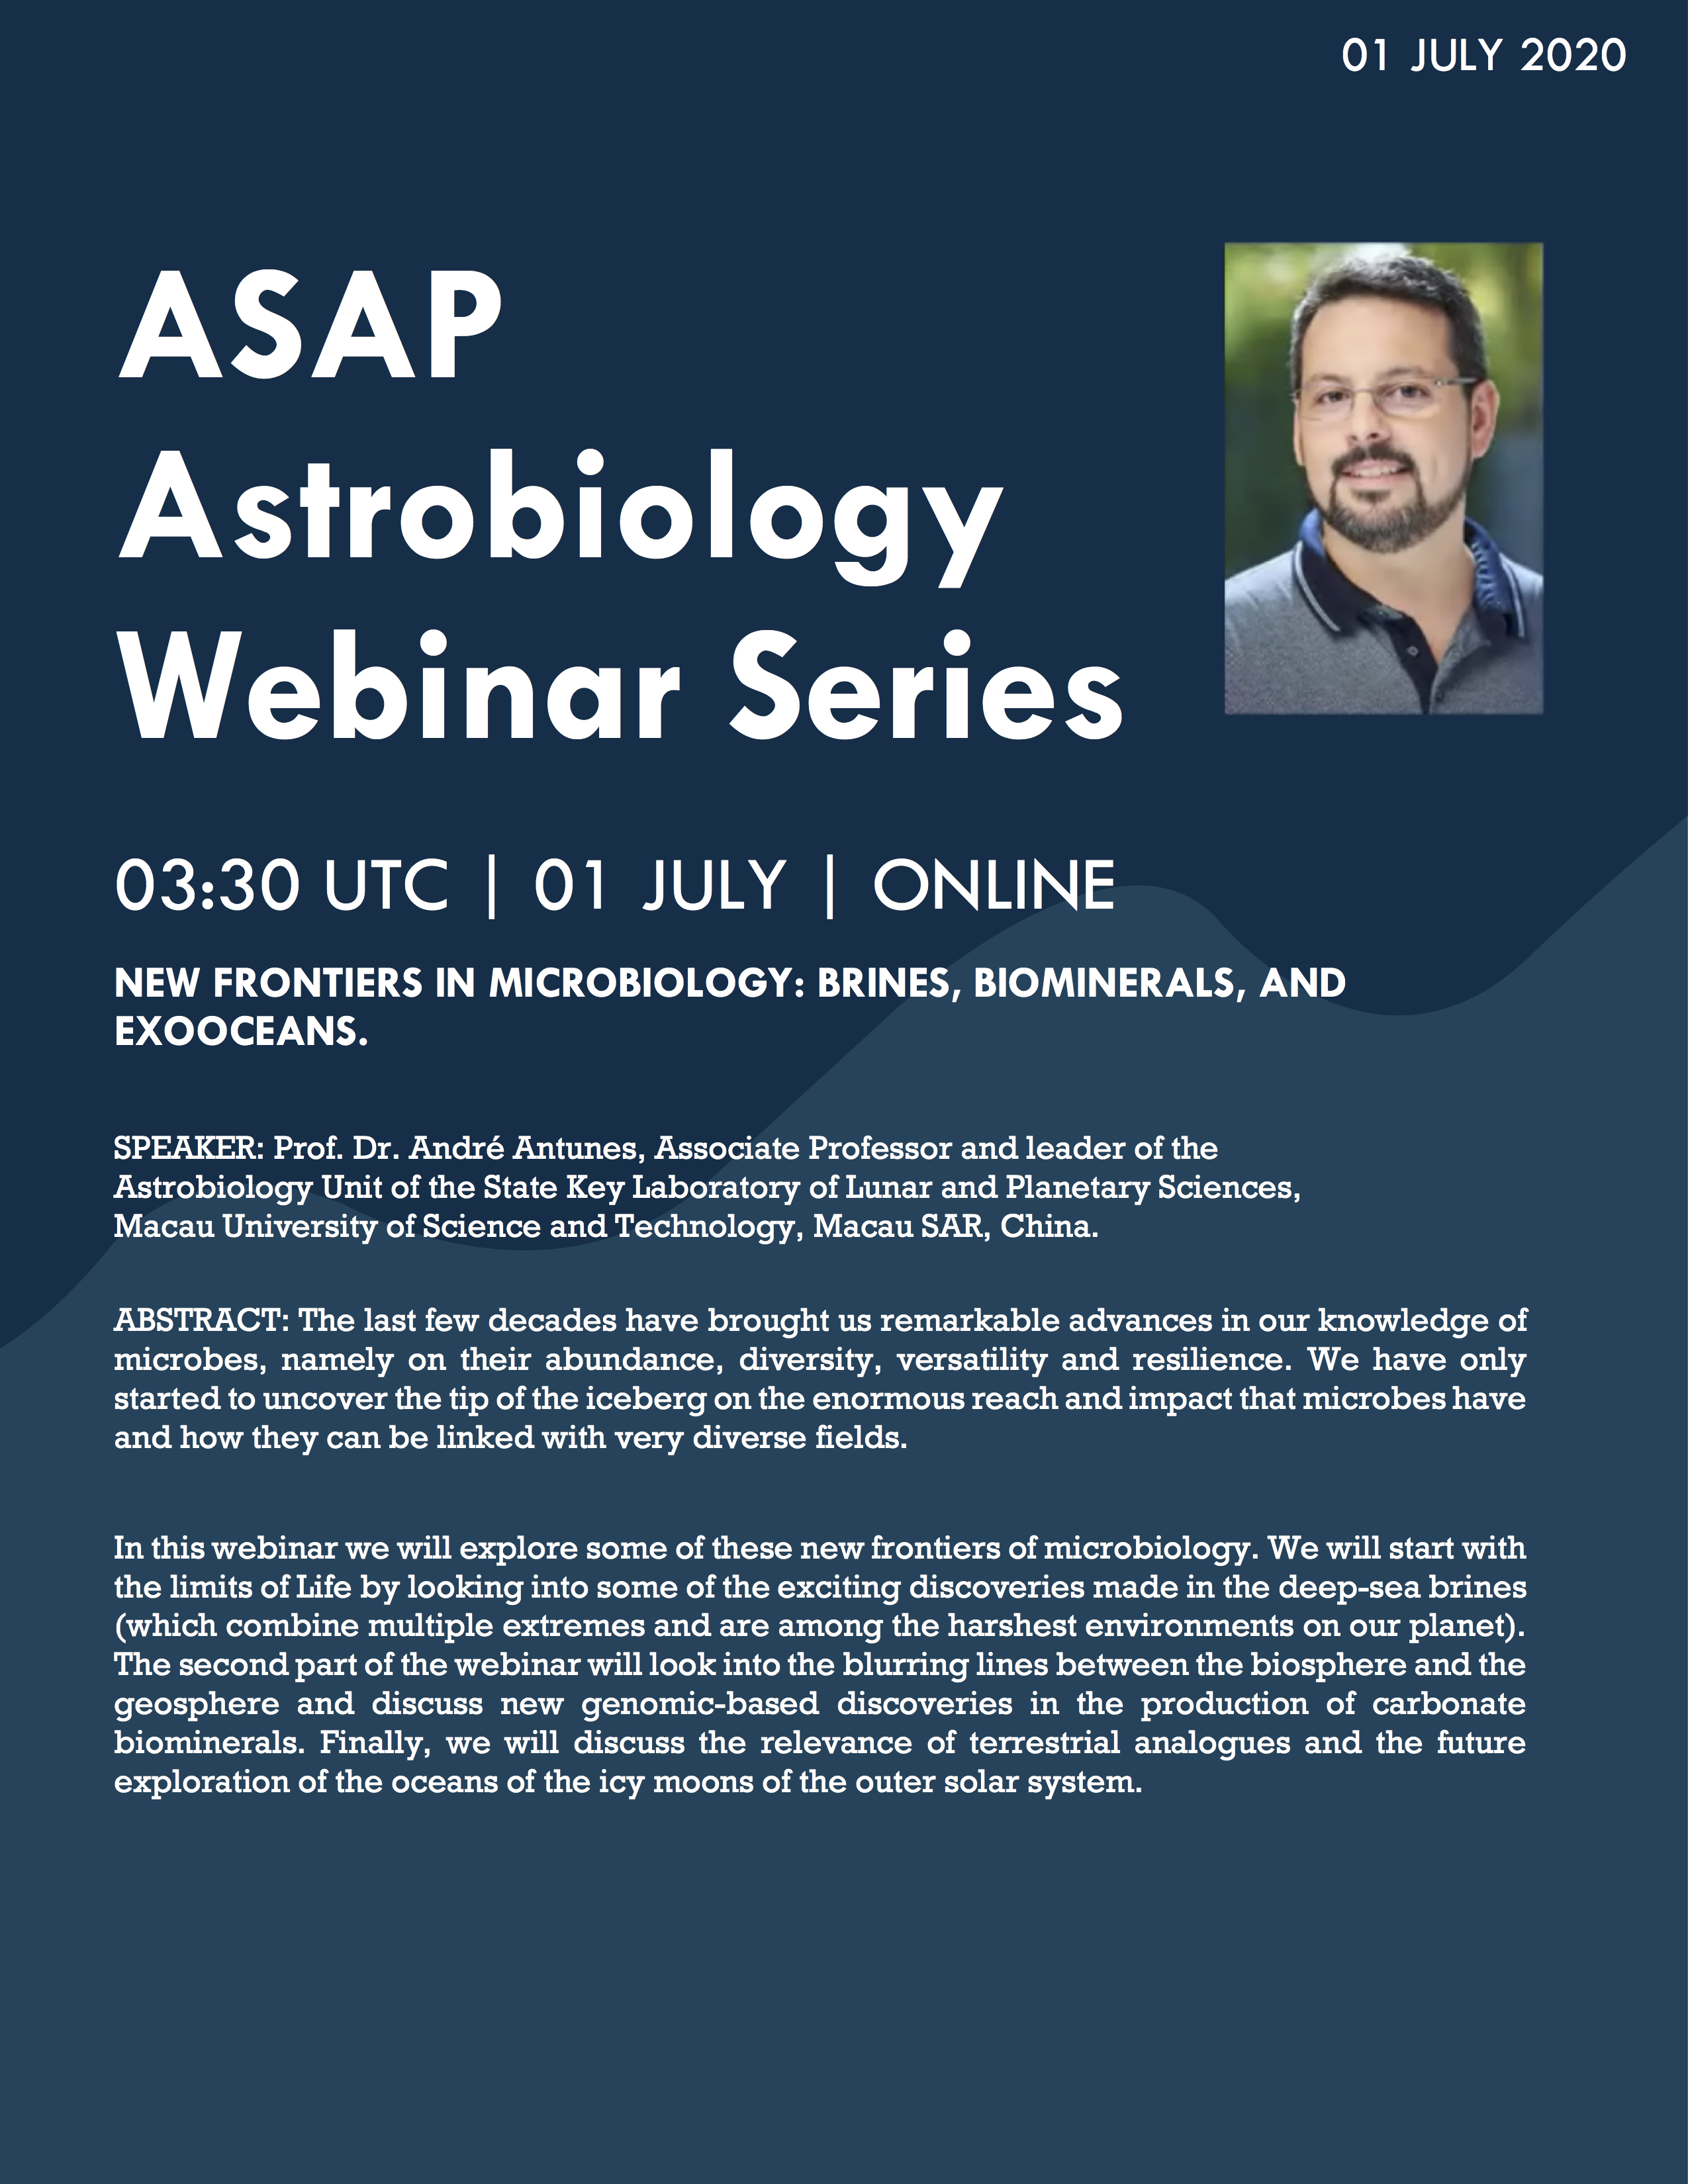 01 JULY 2020
ASAP
Astrobiology
Webinar Series
03:30 UTC | 01 JULY | ONLINE
NEW FRONTIERS IN MICROBIOLOGY: BRINES, BIOMINERALS, AND
EXOOCEANS.
SPEAKER: Prof. Dr. André Antunes, Associate Professor and leader of the
Astrobiology Unit of the State Key Laboratory of Lunar and Planetary Sciences,
Macau University of Science and Technology, Macau SAR, China.
ABSTRACT: The last few decades have brought us remarkable advances in our knowledge of
microbes, namely on their abundance, diversity, versatility and resilience. We have only
started to uncover the tip of the iceberg on the enormous reach and impact that microbes have
and how they can be linked with very diverse fields.
In this webinar we will explore some of these new frontiers of microbiology. We will start with
the limits of Life by looking into some of the exciting discoveries made in the deep-sea brines
(which combine multiple extremes and are among the harshest environments on our planet).
The second part of the webinar will look into the blurring lines between the biosphere and the
geosphere and discuss new genomic-based discoveries in the production of carbonate
biominerals. Finally, we will discuss the relevance of terrestrial analogues and the future
exploration of the oceans of the icy moons of the outer solar system.